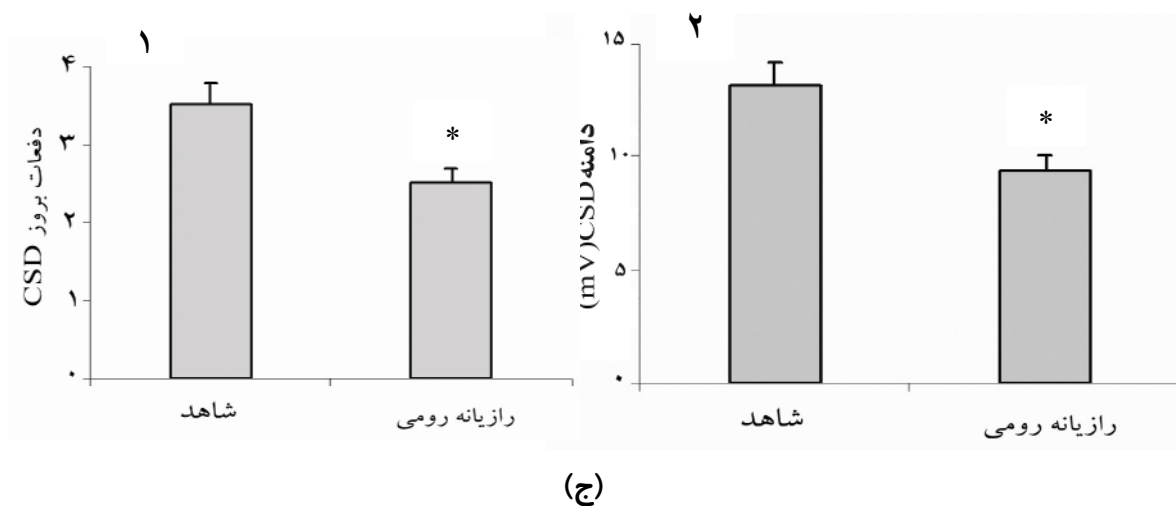 ۱
دفعات بروز CSD
۴
۳
۲
۱
۰
*
شاهد
رازیانه رومی
۲
دامنه CSD(mV)
۱۵
۱۰
۵
۰
*
شاهد
رازیانه رومی
(ج)